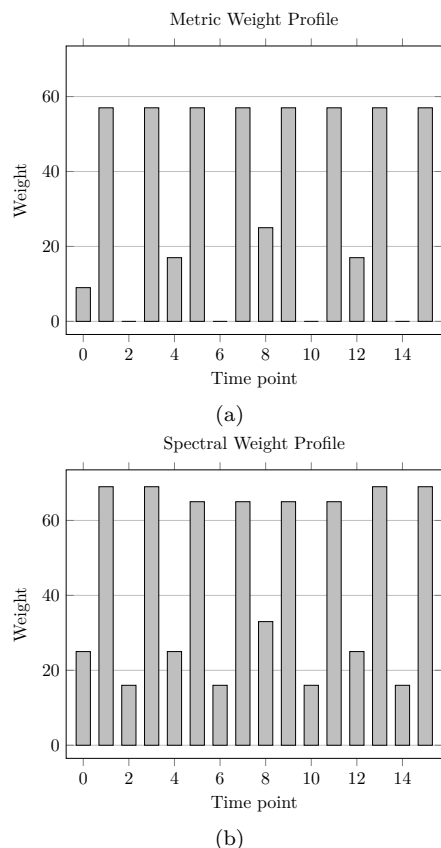 Metric Weight Profile
60
40
20
0
Weight
0 2 4 6 8 10 12 14
Time point
(a)
Spectral Weight Profile
60
40
20
0
Weight
0 2 4 6 8 10 12 14
Time point
(b)